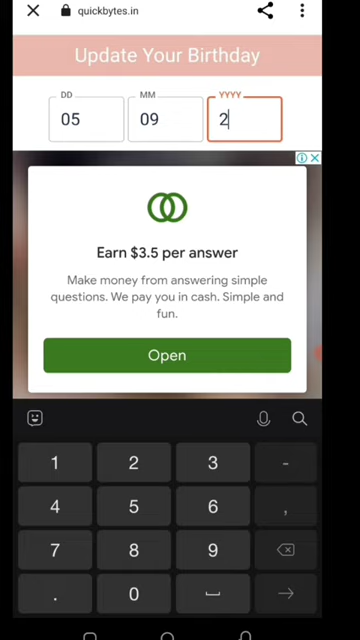 quickbytes.in
Update Your Birthday
DD MM YYYY
05 09 2
Earn $3.5 per answer
Make money from answering simple
questions. We pay you in cash. Simple and
fun.
Open
1 2 3 -
4 5 6 ,
7 8 9
. 0